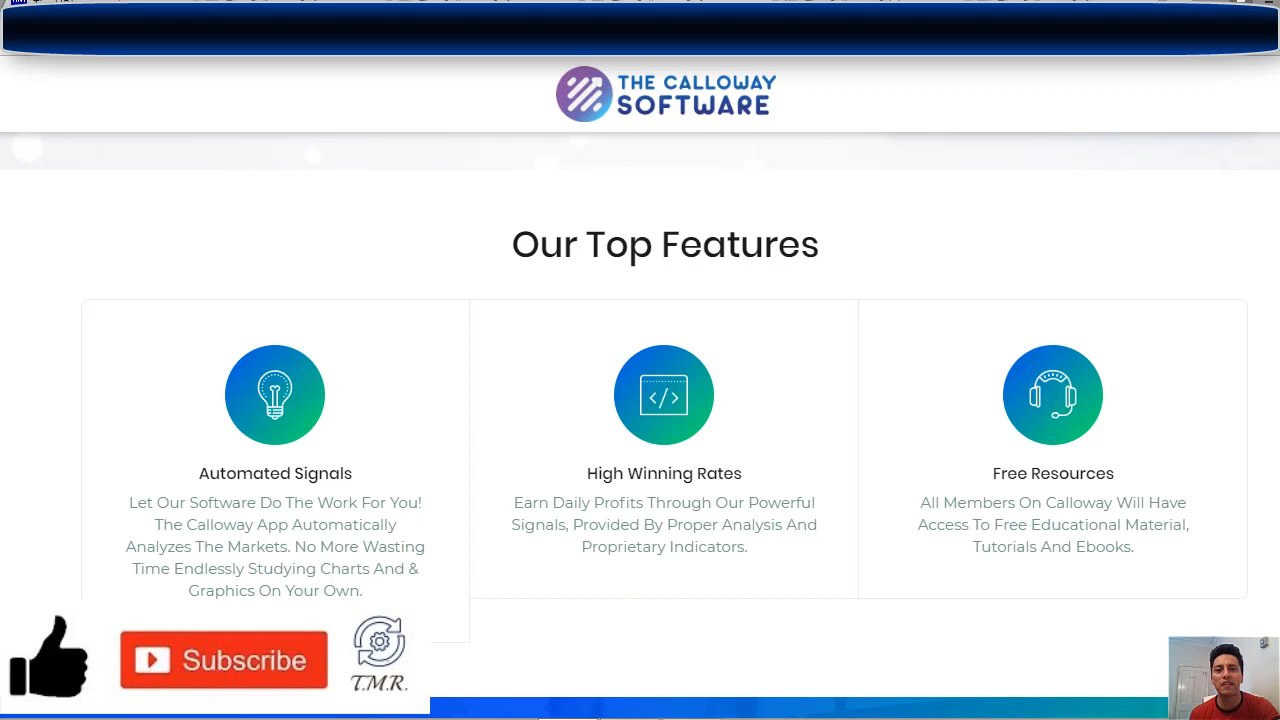 THE CALLOWAY
SOFTWARE
Our Top Features
Automated Signals
Let Our Software Do The Work For You!
The Calloway App Automatically
Analyzes The Markets. No More Wasting
Time Endlessly Studying Charts And &
Graphics On Your Own.
High Winning Rates
Earn Daily Profits Through Our Powerful
Signals, Provided By Proper Analysis And
Proprietary Indicators.
Free Resources
All Members On Calloway Will Have
Access To Free Educational Material,
Tutorials And Ebooks.
Subscribe
T.M.R.